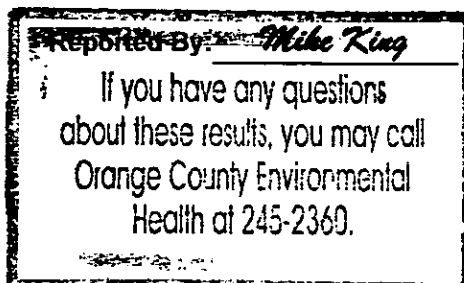 Reported By: Mike King
If you have any questions
about these results, you may call
Orange County Environmental
Health at 245-2360.